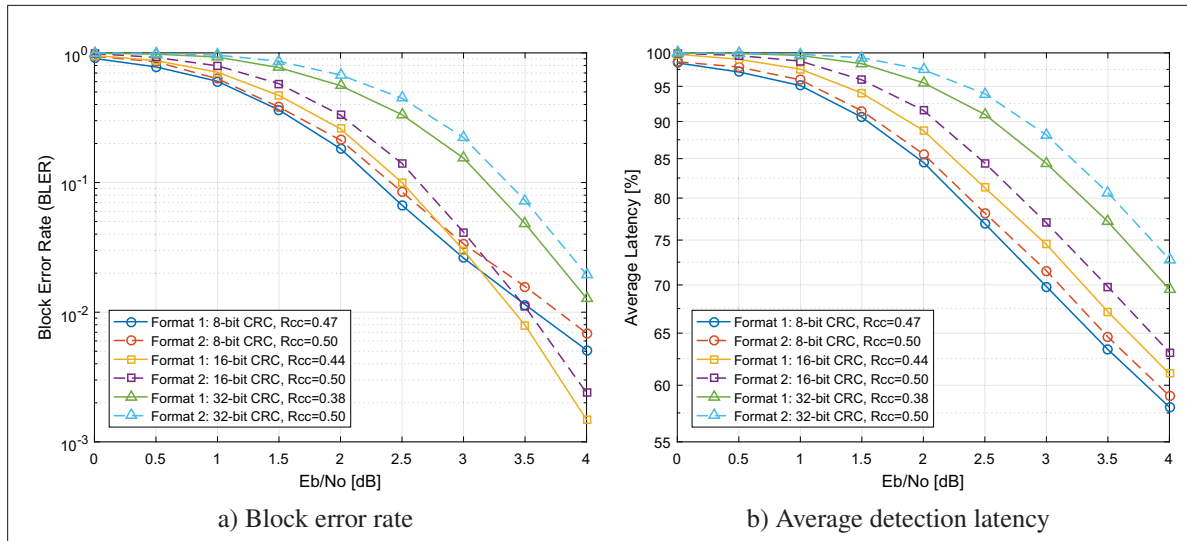 10⁰
10⁻¹
10⁻²
10⁻³
Block Error Rate (BLER)
Format 1: 8-bit CRC, Rcc=0.47
Format 2: 8-bit CRC, Rcc=0.50
Format 1: 16-bit CRC, Rcc=0.44
Format 2: 16-bit CRC, Rcc=0.50
Format 1: 32-bit CRC, Rcc=0.38
Format 2: 32-bit CRC, Rcc=0.50
0 0.5 1 1.5 2 2.5 3 3.5 4
Eb/No [dB]
a) Block error rate
100
95
90
85
80
75
70
65
60
55
Average Latency [%]
Format 1: 8-bit CRC, Rcc=0.47
Format 2: 8-bit CRC, Rcc=0.50
Format 1: 16-bit CRC, Rcc=0.44
Format 2: 16-bit CRC, Rcc=0.50
Format 1: 32-bit CRC, Rcc=0.38
Format 2: 32-bit CRC, Rcc=0.50
0 0.5 1 1.5 2 2.5 3 3.5 4
Eb/No [dB]
b) Average detection latency